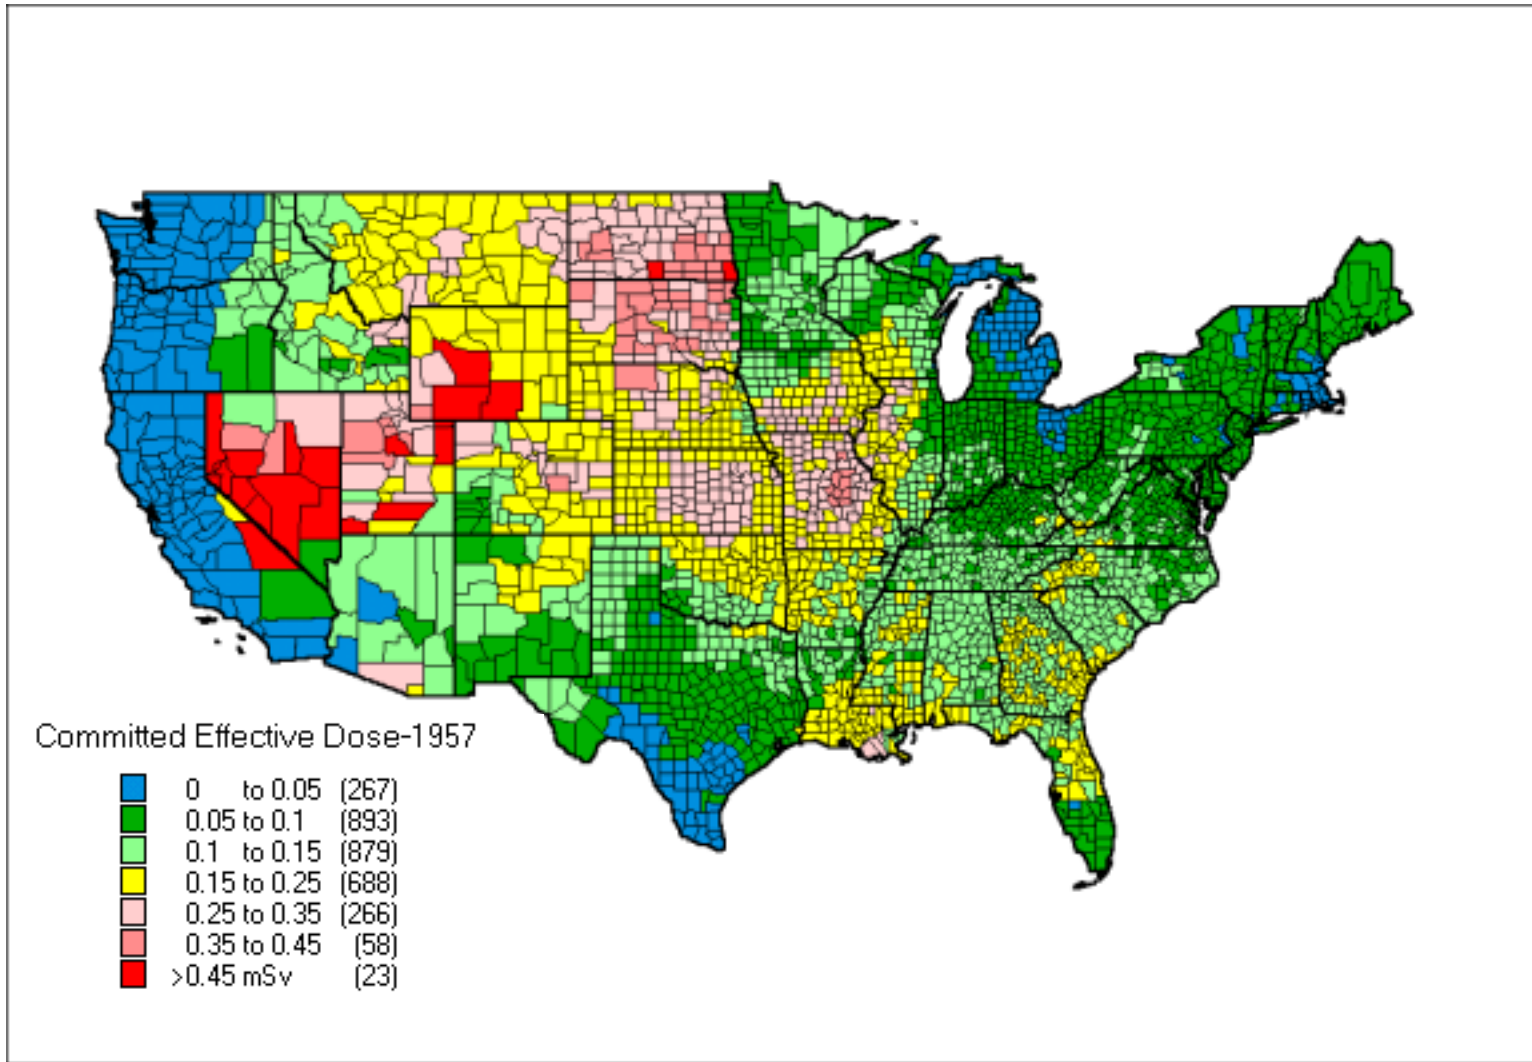 Committed Effective Dose-1957
0 to 0.05 (267)
0.05 to 0.1 (893)
0.1 to 0.15 (879)
0.15 to 0.25 (688)
0.25 to 0.35 (266)
0.35 to 0.45 (58)
>0.45 mSv (23)